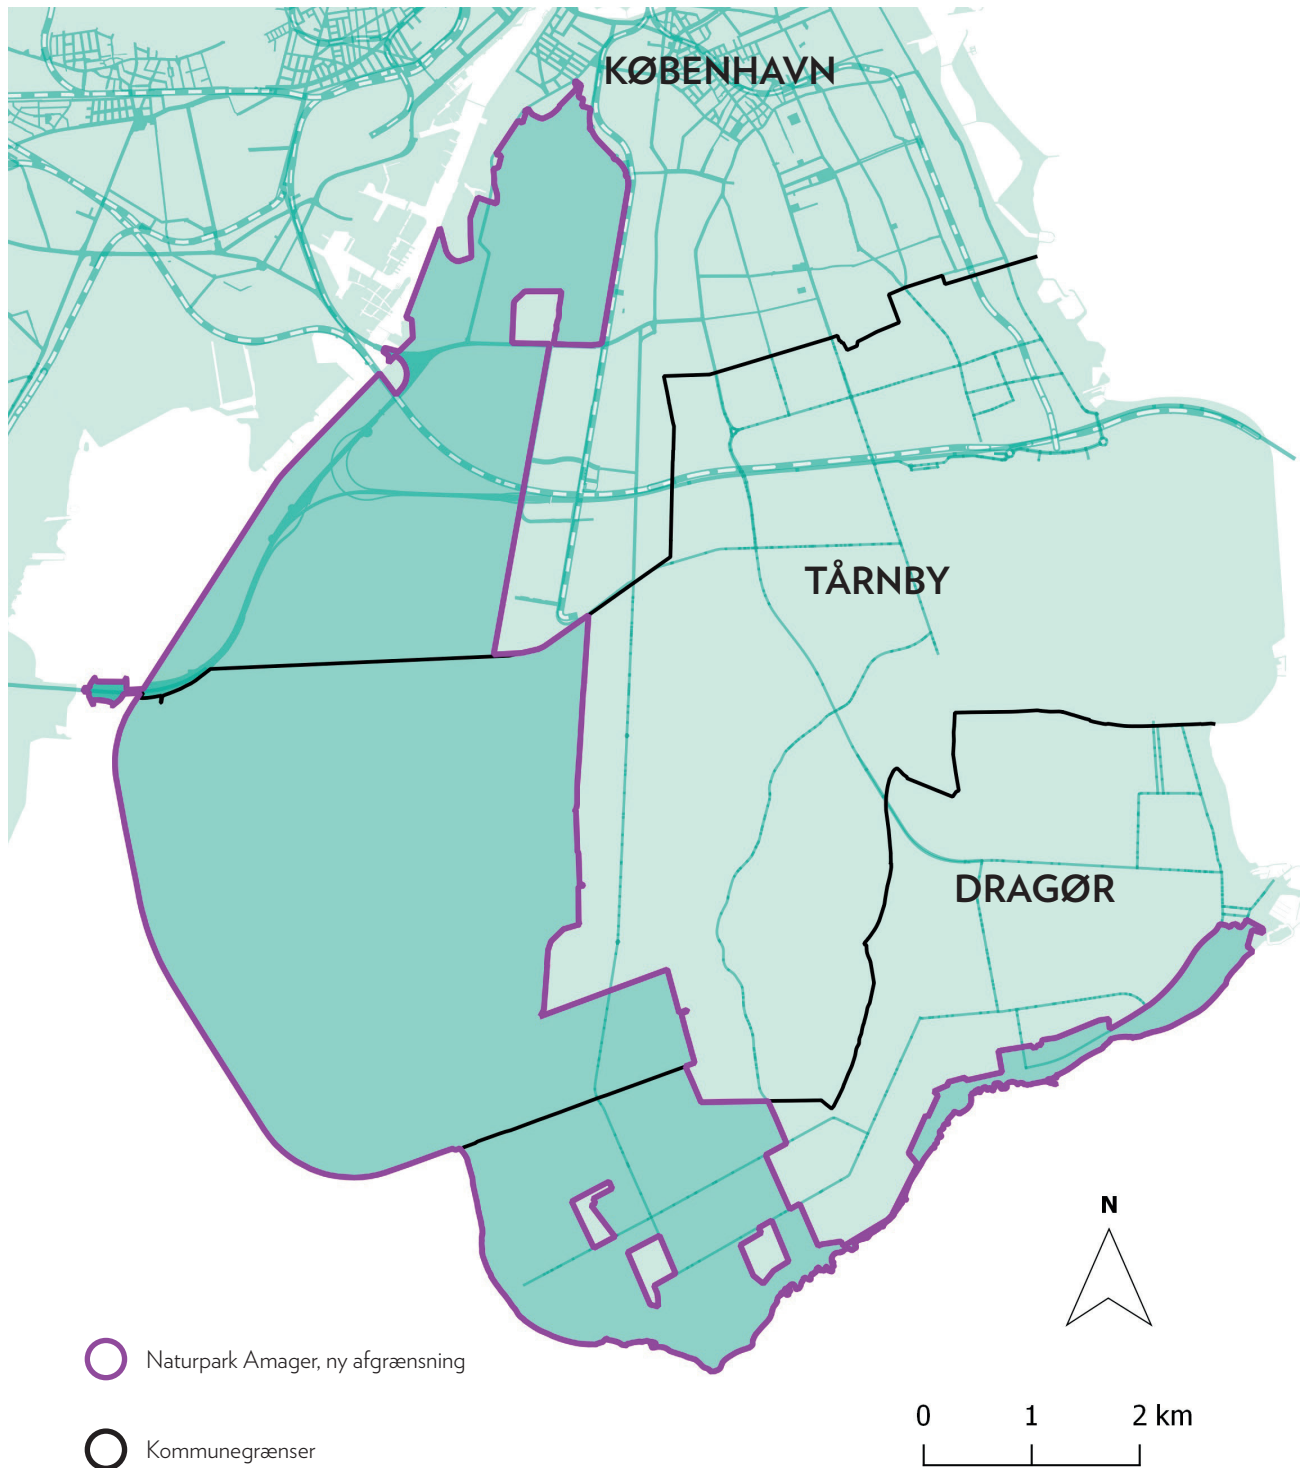 KØBENHAVN
TÅRNBY
DRAGØR
N
Naturpark Amager, ny afgrænsning
0 1 2 km
Kommunegrænser